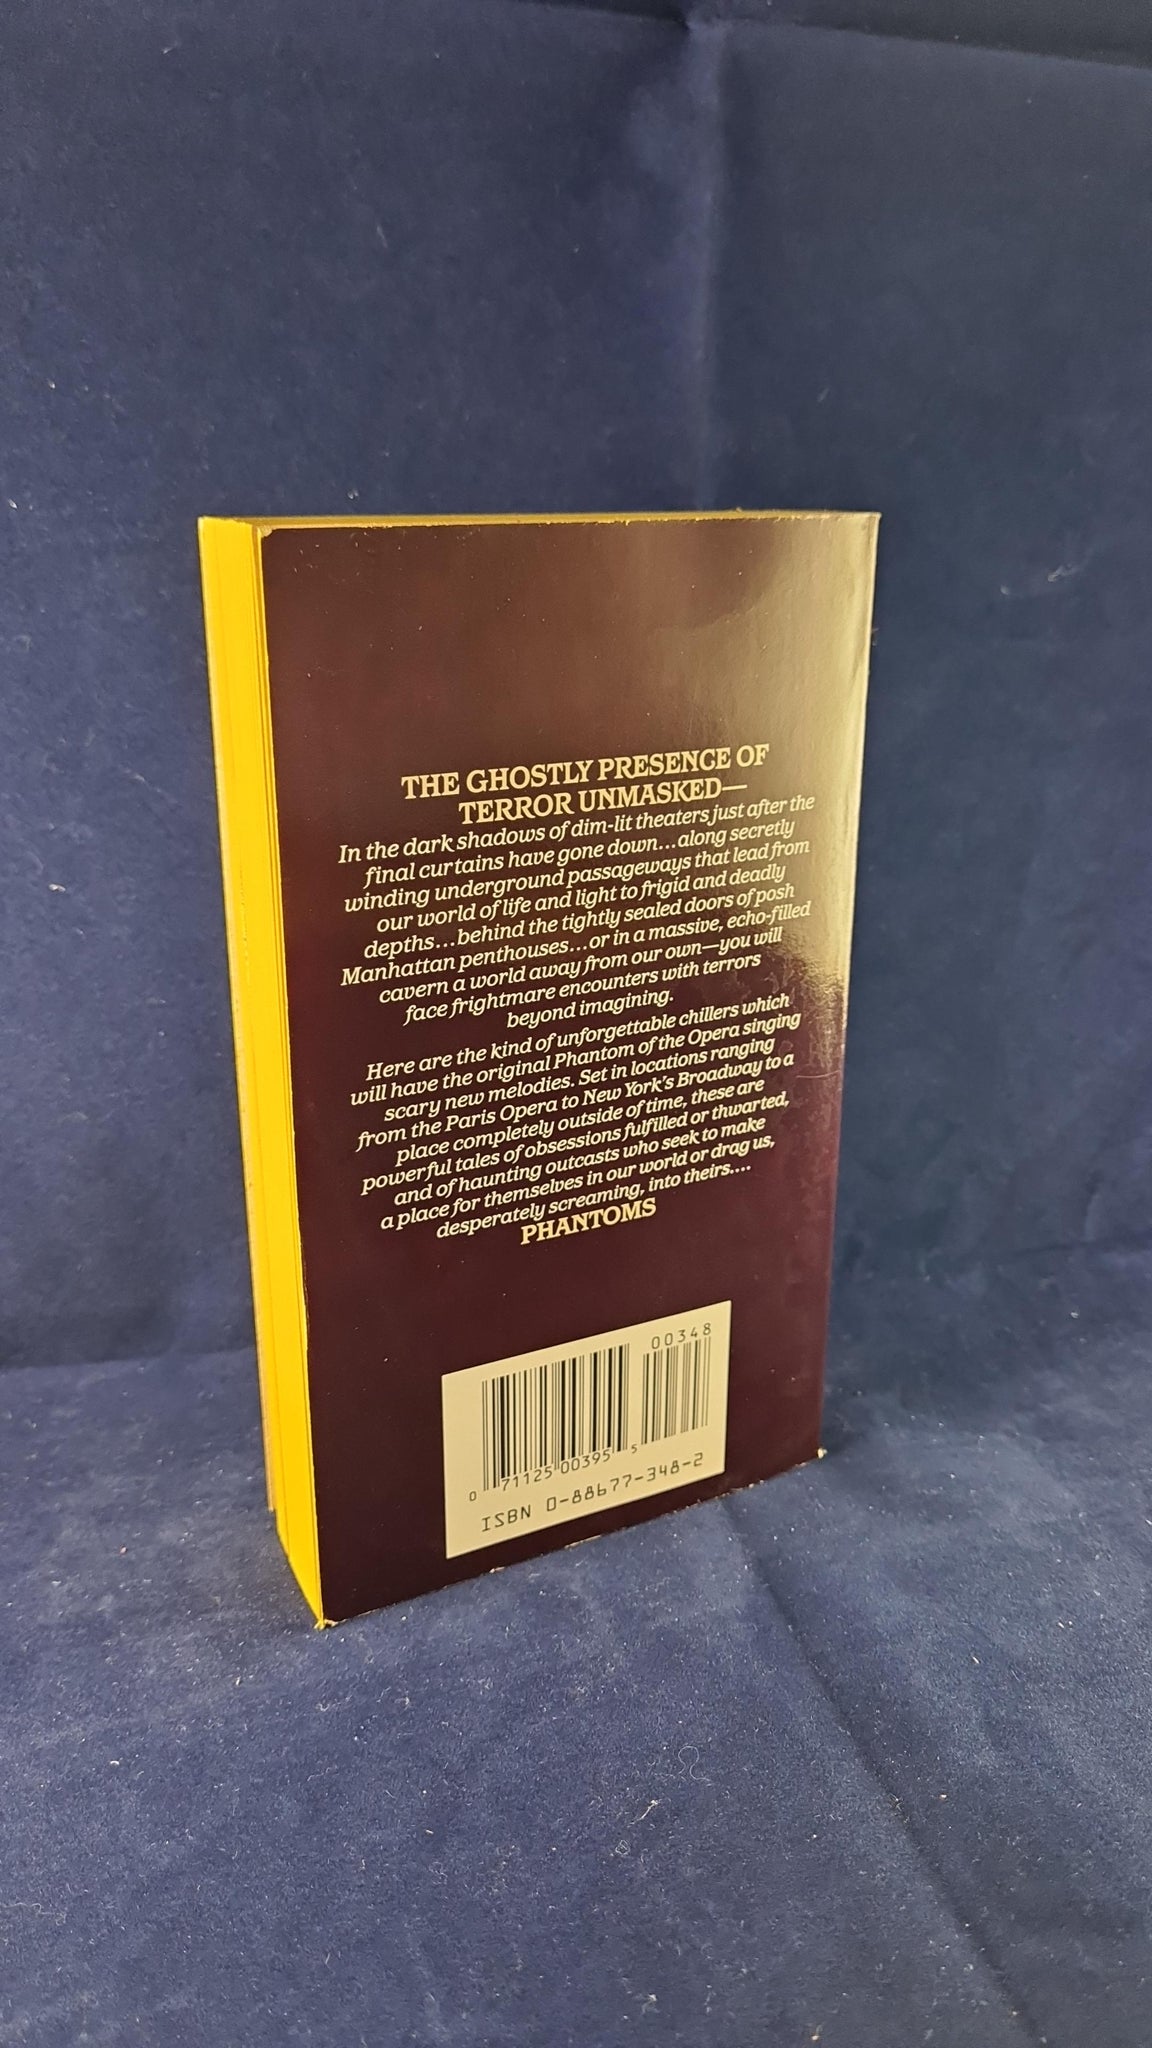 THE GHOSTLY PRESENCE OF
TERROR UNMASKED—
In the dark shadows of dim-lit theaters just after the
final curtains have gone down...along secretly
winding underground passageways that lead from
our world of life and light to frigid and deadly
depths...behind the tightly sealed doors of posh
Manhattan penthouses...or in a massive, echo-filled
cavern a world away from our own—you will
face frightmare encounters with terrors
beyond imagining.
Here are the kind of unforgettable chillers which
will have the original Phantom of the Opera singing
scary new melodies. Set in locations ranging
from the Paris Opera to New York's Broadway to a
place completely outside of time, these are
powerful tales of obsessions fulfilled or thwarted,
and of haunting outcasts who seek to make
a place for themselves in our world or drag us,
desperately screaming, into theirs....
PHANTOMS
00348
0 71125 00395 5
ISBN 0-88677-348-2